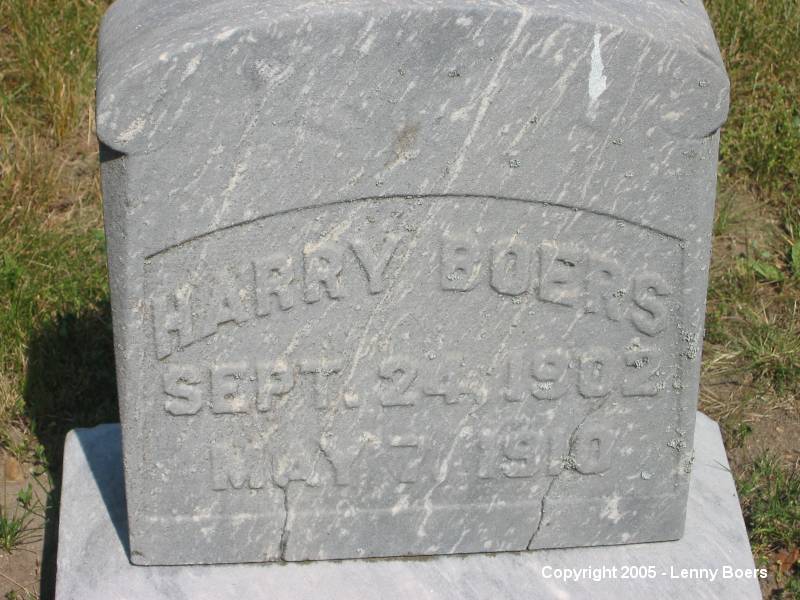 HARRY BOERS
SEPT. 24, 1902
MAY 7 1910
Copyright 2005 - Lenny Boers